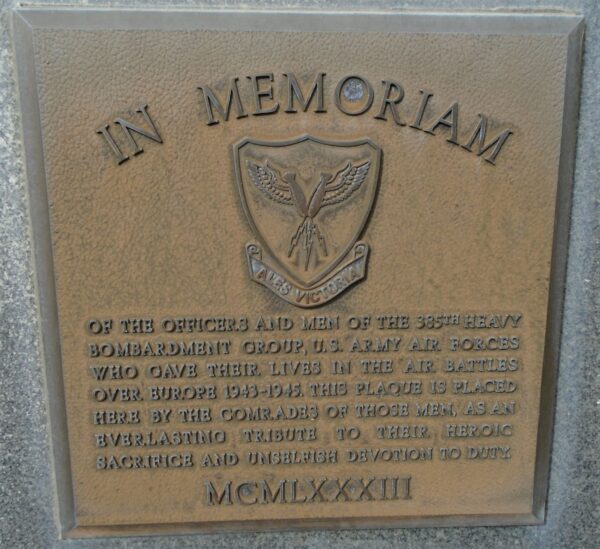 IN MEMORIAM
ALES VICTORIA
OF THE OFFICERS AND MEN OF THE 385TH HEAVY
BOMBARDMENT GROUP, U.S. ARMY AIR FORCES
WHO GAVE THEIR LIVES IN THE AIR BATTLES
OVER EUROPE 1943-1945. THIS PLAQUE IS PLACED
HERE BY THE COMRADES OF THOSE MEN, AS AN
EVERLASTING TRIBUTE TO THEIR HEROIC
SACRIFICE AND UNSELFISH DEVOTION TO DUTY.
MCMLXXXIII